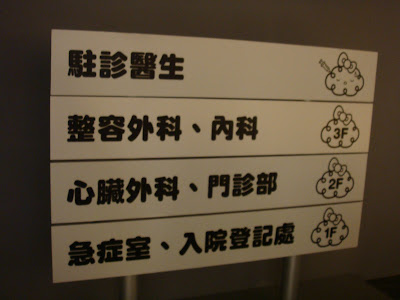 駐診醫生
整容外科、內科 3F
心臟外科、門診部 2F
急症室、入院登記處 1F